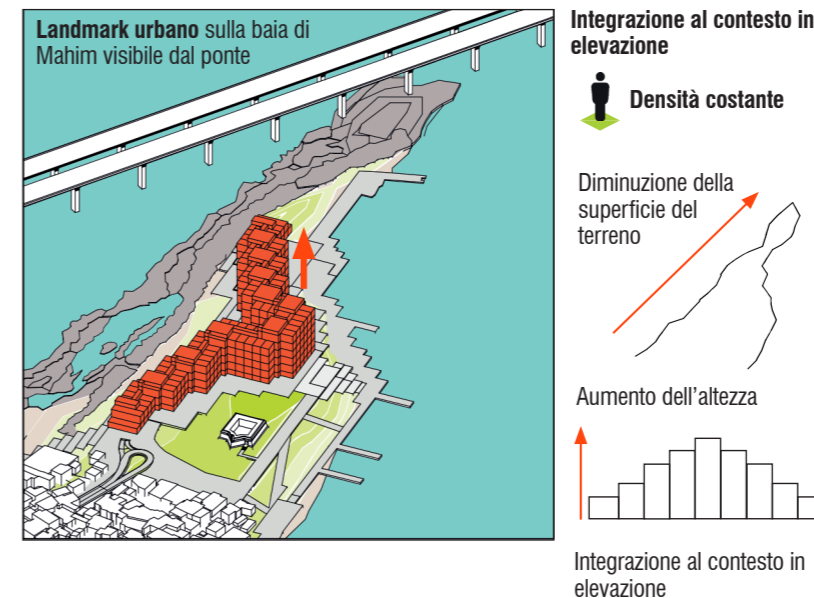 Landmark urbano sulla baia di
Mahim visibile dal ponte
Integrazione al contesto in
elevazione
Densità costante
Diminuzione della
superficie del
terreno
Aumento dell'altezza
Integrazione al contesto in
elevazione